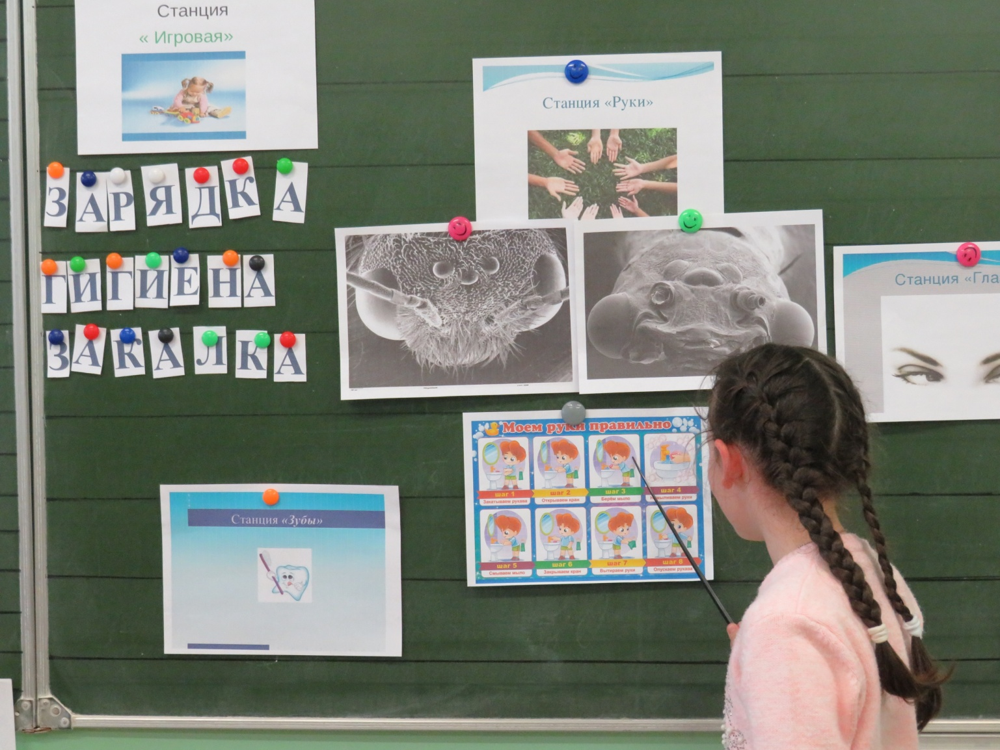 Станция
« Игровая»
ЗАРЯДКА
ГИГИЕНА
ЗАКАЛКА
Станция «Руки»
Станция «Гла
Моем руки правильно
шаг 1
Закатываем рукава
шаг 2
Открываем кран
шаг 3
Берём мыло
шаг 4
Намыливаем руки
шаг 5
Смываем мыло
шаг 6
Закрываем кран
шаг 7
Вытираем руки
шаг 8
Опускаем рукава
Станция «Зубы»